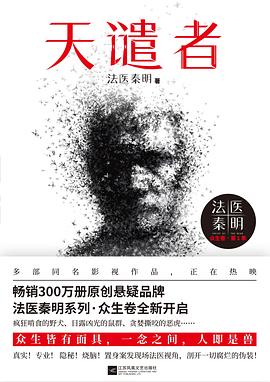 天谴者
法医秦明 著
法医
秦明
众生卷·第1季
多部同名影视作品，正在热映
畅销300万册原创悬疑品牌
法医秦明系列·众生卷全新开启
疯狂啃食的野犬、目露凶光的鼠群、贪婪撕咬的恶虎……
众生皆有面具，一念之间，人即是兽
真实！专业！隐秘！烧脑！置身案发现场法医视角，剖开一切腐烂的伪装！
江苏凤凰文艺出版社